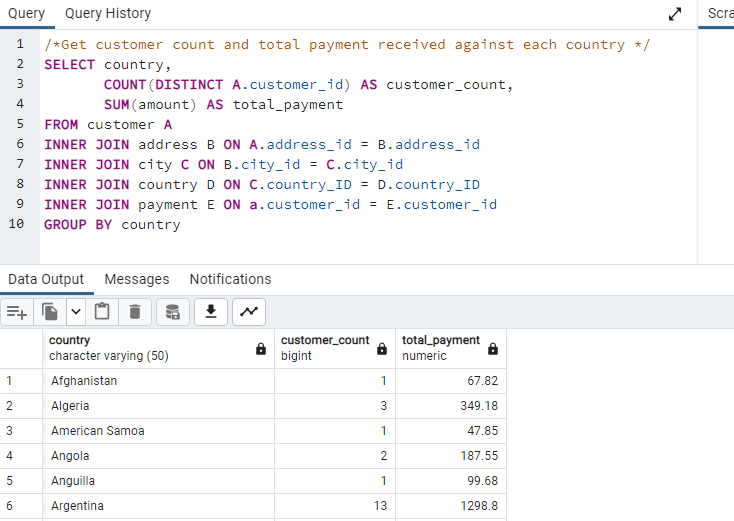 Query Query History Scra
1 /*Get customer count and total payment received against each country */
2 SELECT country,
3 COUNT(DISTINCT A.customer_id) AS customer_count,
4 SUM(amount) AS total_payment
5 FROM customer A
6 INNER JOIN address B ON A.address_id = B.address_id
7 INNER JOIN city C ON B.city_id = C.city_id
8 INNER JOIN country D ON C.country_ID = D.country_ID
9 INNER JOIN payment E ON a.customer_id = E.customer_id
10 GROUP BY country
Data Output Messages Notifications
country customer_count total_payment
character varying (50) bigint numeric
1 Afghanistan 1 67.82
2 Algeria 3 349.18
3 American Samoa 1 47.85
4 Angola 2 187.55
5 Anguilla 1 99.68
6 Argentina 13 1298.8